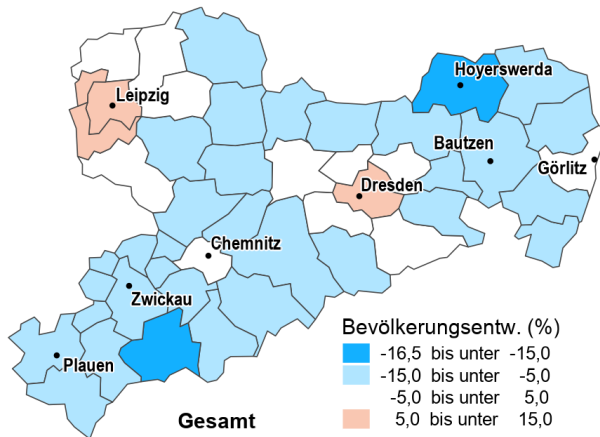 Hoyerswerda
Leipzig
Bautzen
Görlitz
Dresden
Chemnitz
Zwickau
Plauen
Bevölkerungsentw. (%)
-16,5 bis unter -15,0
-15,0 bis unter -5,0
-5,0 bis unter 5,0
5,0 bis unter 15,0
Gesamt